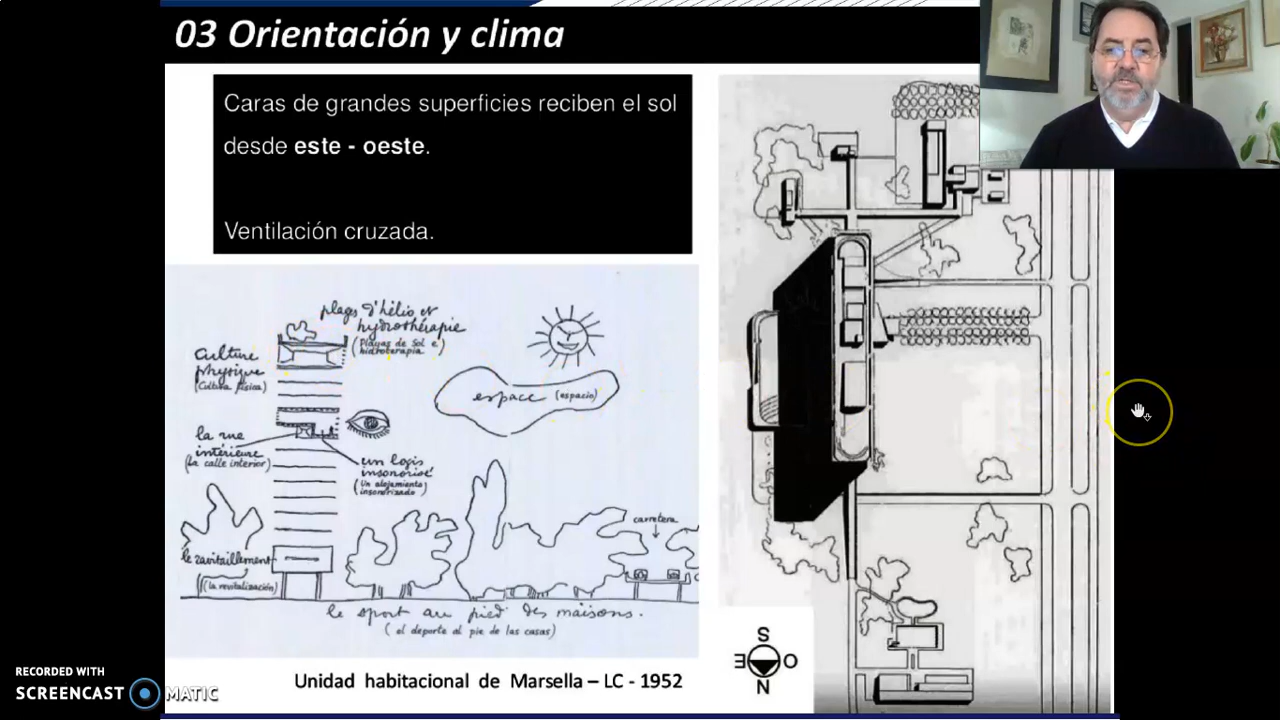 03 Orientación y clima
Caras de grandes superficies reciben el sol
desde este - oeste.
Ventilación cruzada.
plages d'hélio et
hydrothérapie
(Playas de Sol e
hidroterapia)
Culture
physique
(Cultura física)
espace (espacio)
la rue
intérieure
(La calle interior)
un logis
insonorisé
(Un alojamiento
insonorizado)
carretera
le ravitaillement
(la revitalización)
le sport au pied des maisons.
(el deporte al pie de las casas)
Unidad habitacional de Marsella – LC - 1952
S
E O
N
RECORDED WITH
SCREENCAST MATIC